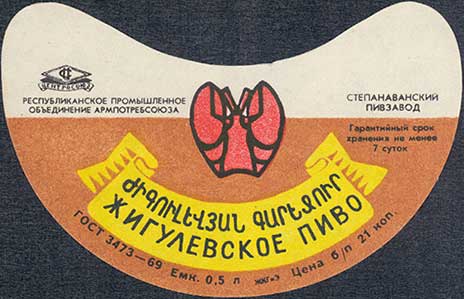 ЦЕНТРОСОЮЗ
РЕСПУБЛИКАНСКОЕ ПРОМЫШЛЕННОЕ
ОБЪЕДИНЕНИЕ АРМПОТРЕБСОЮЗА
СТЕПАНАВАНСКИЙ
ПИВЗАВОД
Гарантийный срок
хранения не менее
7 суток
ԺԻԳՈՒԼԵՎՅԱՆ ԳԱՐԵՋՈՒՐ
ЖИГУЛЕВСКОЕ ПИВО
ГОСТ 3473—69 Емк. 0,5 л Цена б/п 21 коп.